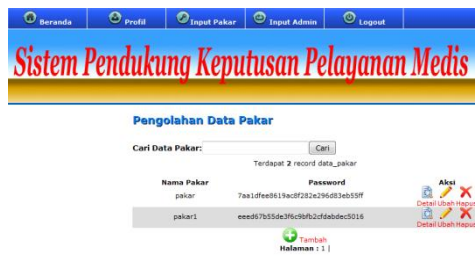 Beranda Profil Input Pakar Input Admin Logout
Sistem Pendukung Keputusan Pelayanan Medis
Pengolahan Data Pakar
Cari Data Pakar: Cari
Terdapat 2 record data_pakar
Nama Pakar Password Aksi
pakar 7aa1dfee8619ac8f282e296d83eb55ff
Detail Ubah Hapus
pakar1 eeed67b55de3f6c9bfb2cfdabdec5016
Detail Ubah Hapus
Tambah
Halaman : 1 |